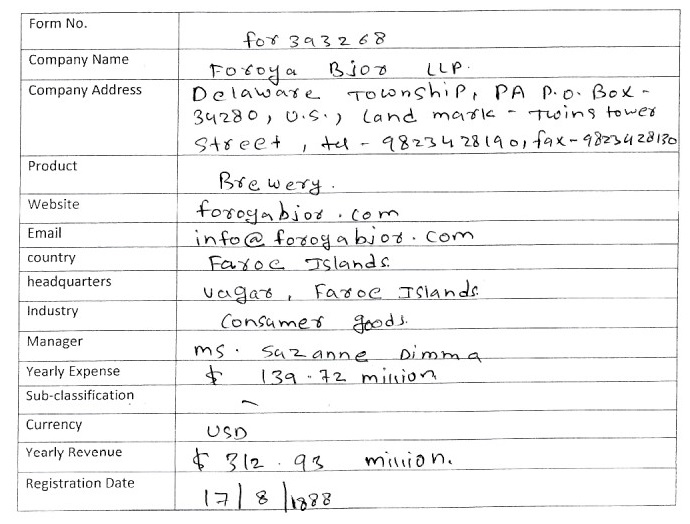 Form No. for 393268
Company Name Foroya Bjor LLP.
Company Address Delaware Township, PA P.O. Box -
34280, U.S., Land mark - Twins tower
Street, tel - 9823428190, fax - 9823428130
Product Brewery.
Website foroyabjor.com
Email info@foroyabjor.com
country Faroe Islands.
headquarters vagar, Faroe Islands.
Industry Consumer goods.
Manager ms. Suzanne Dimma
Yearly Expense $ 139.72 million
Sub-classification -
Currency USD
Yearly Revenue $ 312.93 million.
Registration Date 17/8/1888